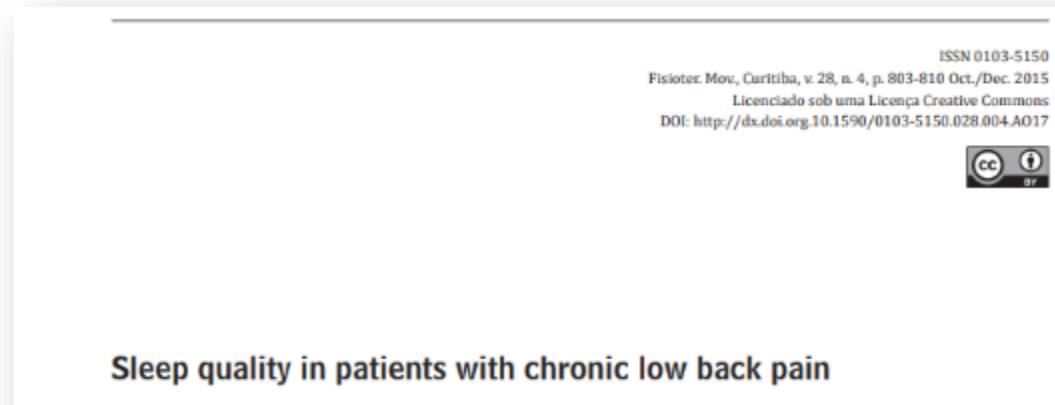 ISSN 0103-5150
Fisioter. Mov., Curitiba, v. 28, n. 4, p. 803-810 Oct./Dec. 2015
Licenciado sob uma Licença Creative Commons
DOI: http://dx.doi.org.10.1590/0103-5150.028.004.AO17
cc
BY
Sleep quality in patients with chronic low back pain